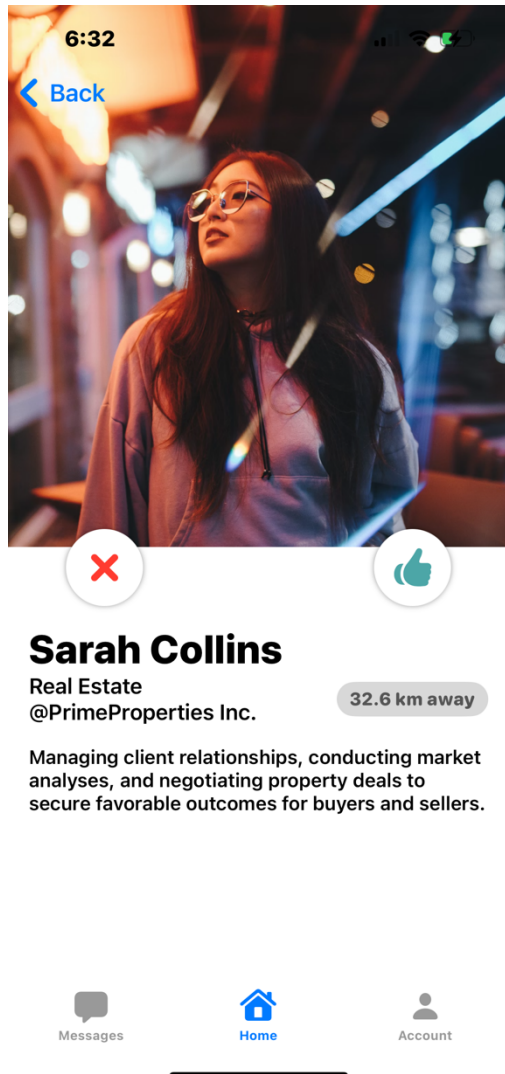 6:32
Back
Sarah Collins
Real Estate
@PrimeProperties Inc.
32.6 km away
Managing client relationships, conducting market
analyses, and negotiating property deals to
secure favorable outcomes for buyers and sellers.
Messages
Home
Account